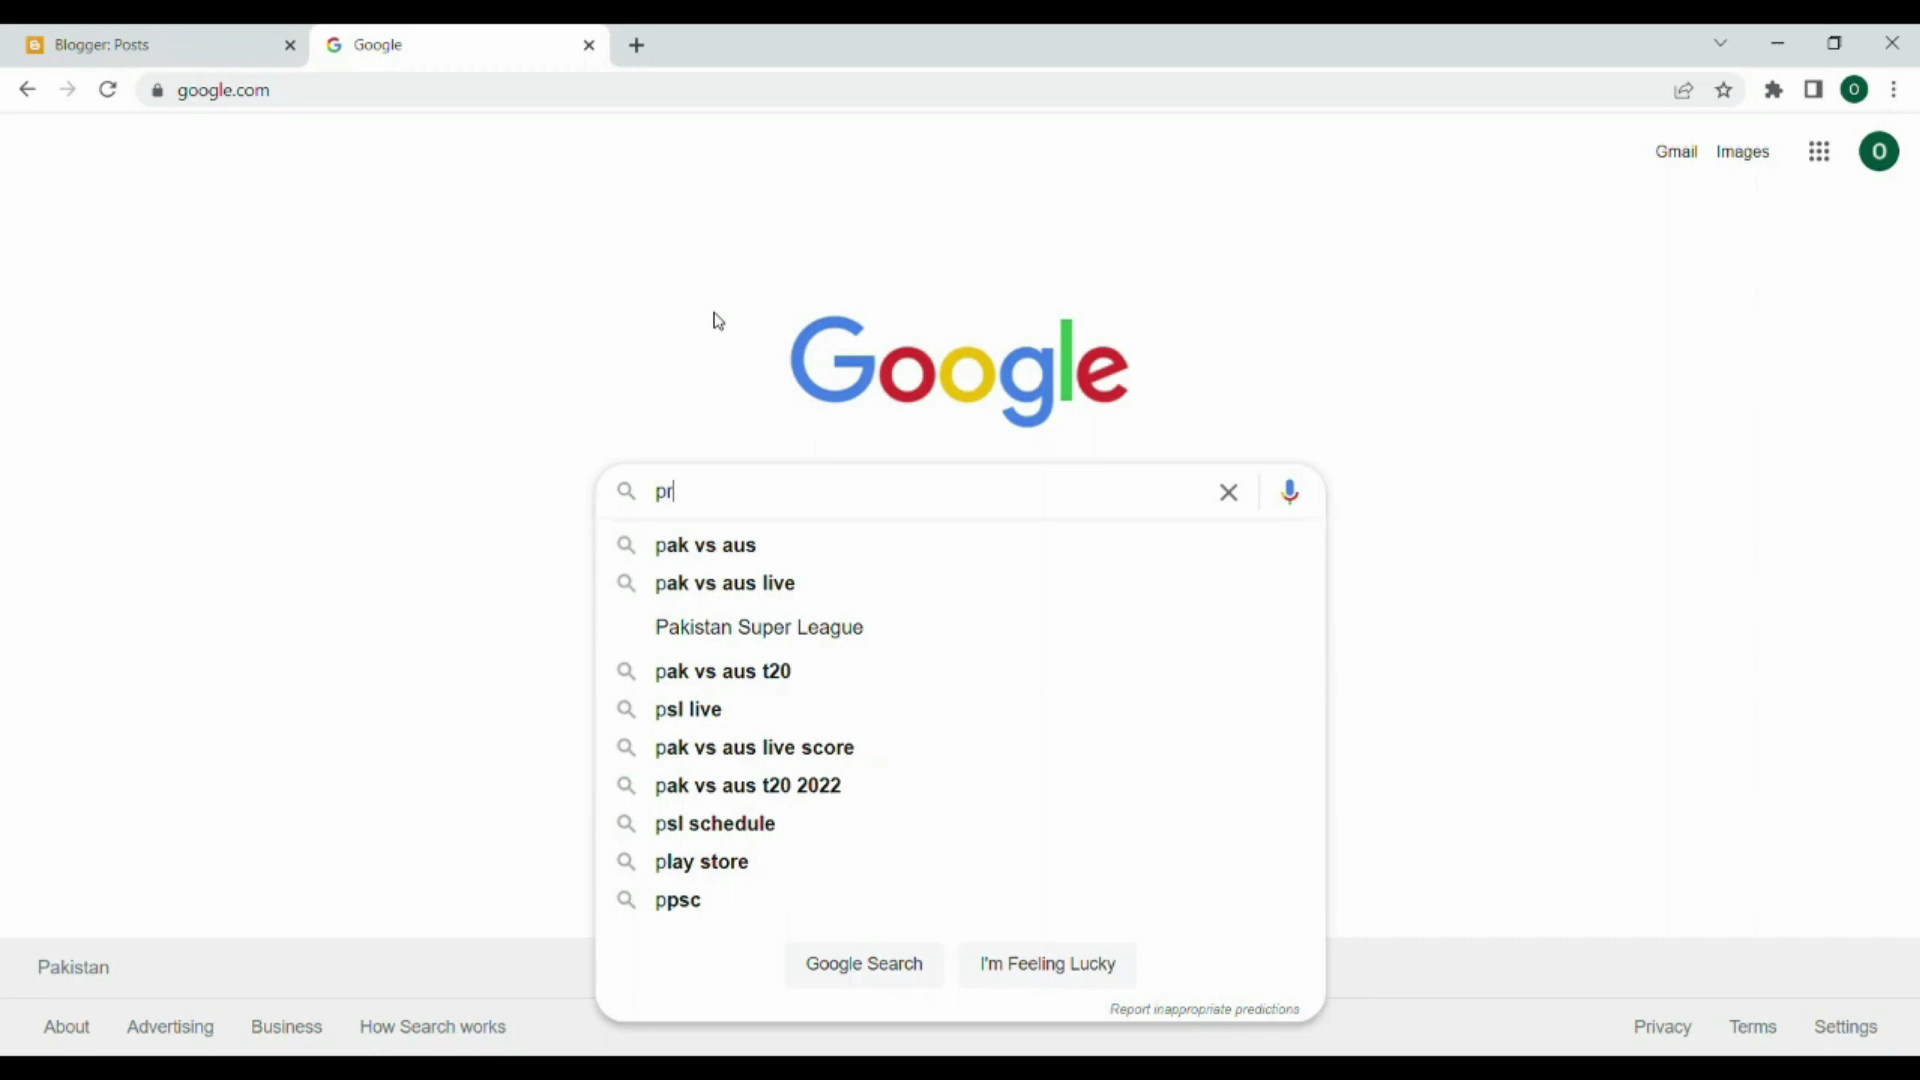 Blogger: Posts
Google
google.com
O
Gmail
Images
O
Google
pr
pak vs aus
pak vs aus live
Pakistan Super League
pak vs aus t20
psl live
pak vs aus live score
pak vs aus t20 2022
psl schedule
play store
ppsc
Google Search
I'm Feeling Lucky
Report inappropriate predictions
Pakistan
About
Advertising
Business
How Search works
Privacy
Terms
Settings